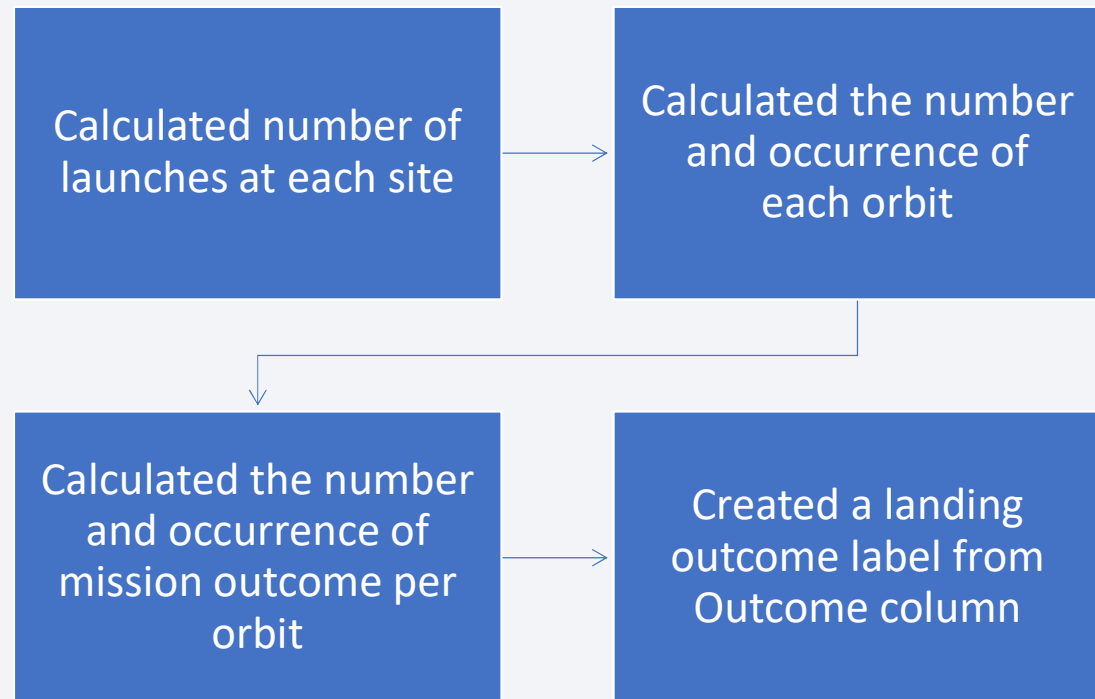 Calculated number of
launches at each site
Calculated the number
and occurrence of
each orbit
Calculated the number
and occurrence of
mission outcome per
orbit
Created a landing
outcome label from
Outcome column